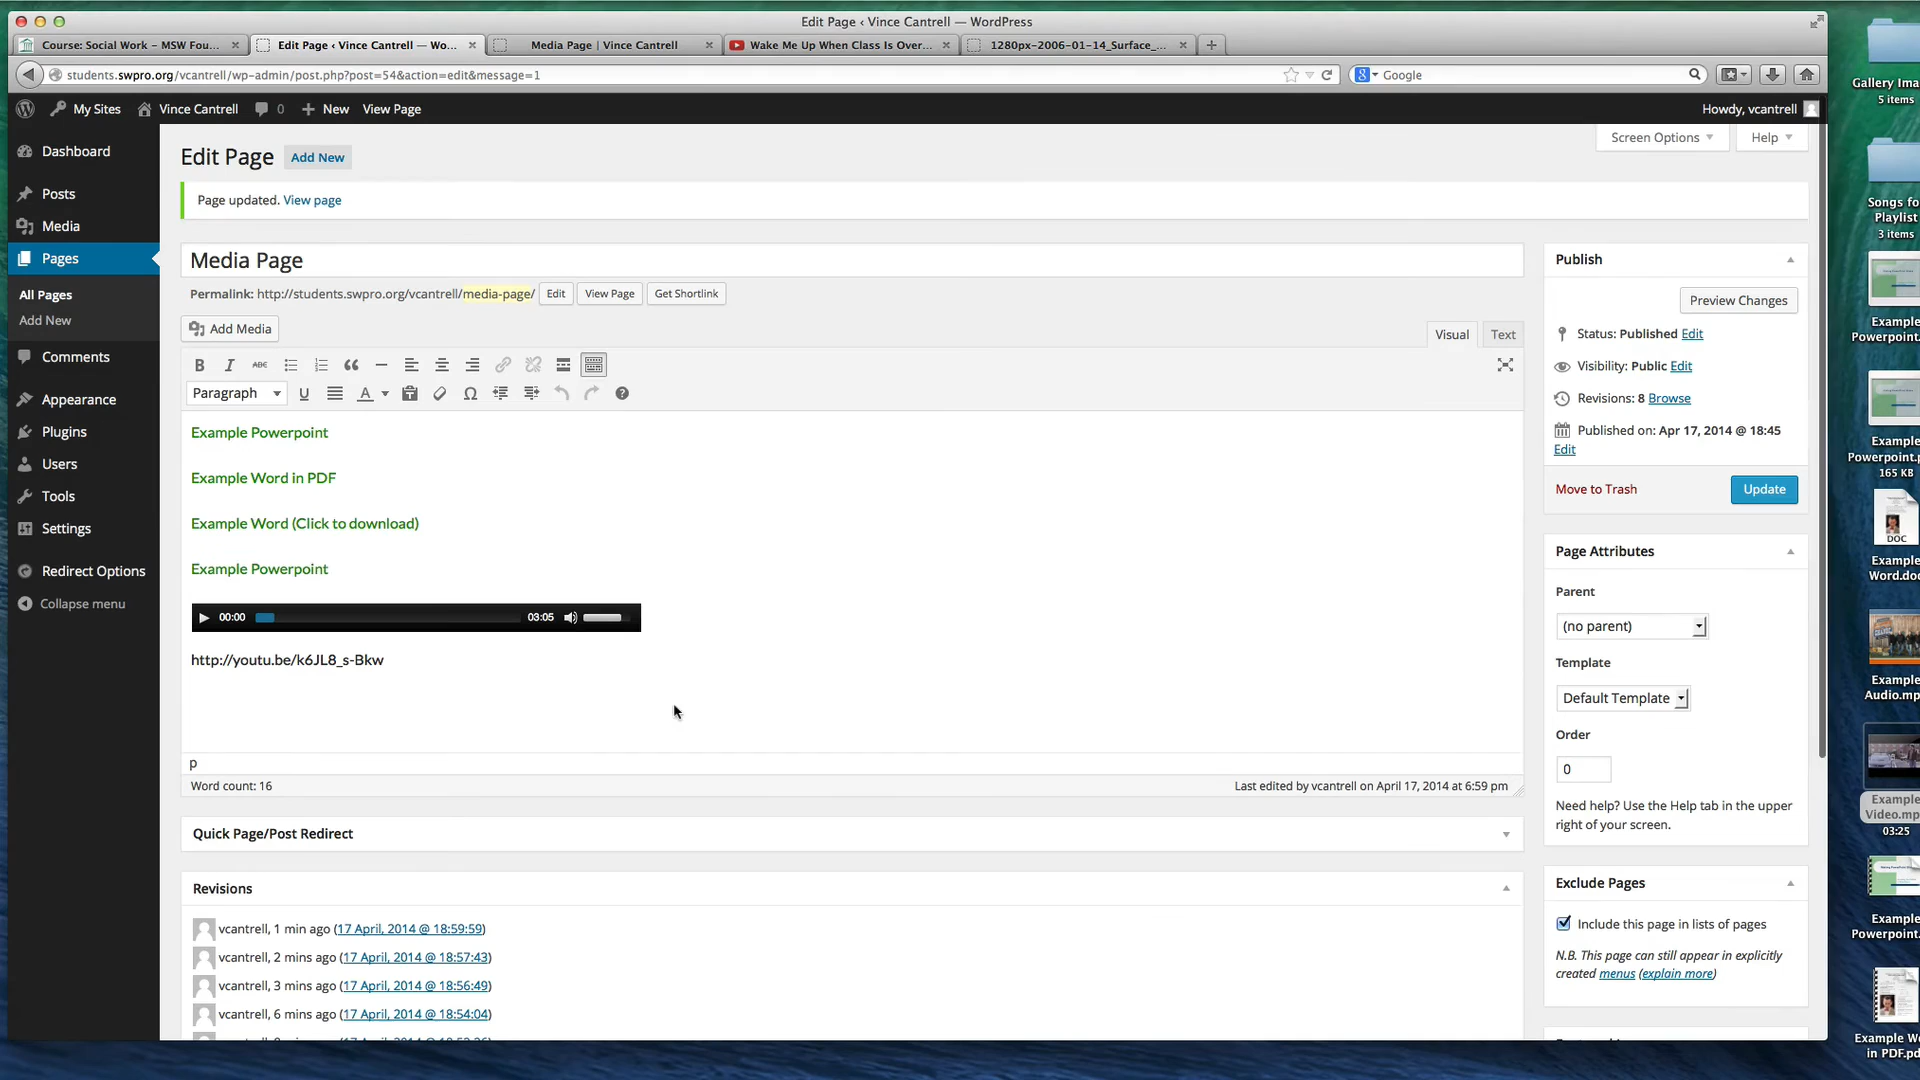 Edit Page ‹ Vince Cantrell — WordPress
Course: Social Work – MSW Fou...
Edit Page ‹ Vince Cantrell — Wo...
Media Page | Vince Cantrell
Wake Me Up When Class Is Over...
1280px-2006-01-14_Surface_...
students.swpro.org/vcantrell/wp-admin/post.php?post=54&action=edit&message=1
Google
My Sites
Vince Cantrell
0
New
View Page
Howdy, vcantrell
Screen Options
Help
Dashboard
Posts
Media
Pages
All Pages
Add New
Comments
Appearance
Plugins
Users
Tools
Settings
Redirect Options
Collapse menu
Edit Page
Add New
Page updated. View page
Media Page
Permalink: http://students.swpro.org/vcantrell/media-page/
Edit
View Page
Get Shortlink
Add Media
Visual
Text
ABC
Paragraph
Example Powerpoint
Example Word in PDF
Example Word (Click to download)
Example Powerpoint
00:00
03:05
http://youtu.be/k6JL8_s-Bkw
p
Word count: 16
Last edited by vcantrell on April 17, 2014 at 6:59 pm
Quick Page/Post Redirect
Revisions
vcantrell, 1 min ago (17 April, 2014 @ 18:59:59)
vcantrell, 2 mins ago (17 April, 2014 @ 18:57:43)
vcantrell, 3 mins ago (17 April, 2014 @ 18:56:49)
vcantrell, 6 mins ago (17 April, 2014 @ 18:54:04)
Publish
Preview Changes
Status: Published Edit
Visibility: Public Edit
Revisions: 8 Browse
Published on: Apr 17, 2014 @ 18:45
Edit
Move to Trash
Update
Page Attributes
Parent
(no parent)
Template
Default Template
Order
0
Need help? Use the Help tab in the upper
right of your screen.
Exclude Pages
Include this page in lists of pages
N.B. This page can still appear in explicitly
created menus (explain more)
Gallery Ima
5 items
Songs fo
Playlist
3 items
Example
Powerpoint.
Example
Powerpoint.p
165 KB
DOC
Example
Word.doc
Example
Audio.mp
Example
Video.mp
03:25
Example
Powerpoint.
Example Wo
in PDF.pd